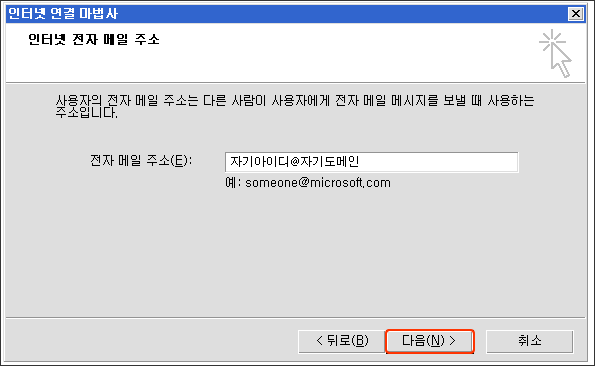 인터넷 연결 마법사
인터넷 전자 메일 주소
사용자의 전자 메일 주소는 다른 사람이 사용자에게 전자 메일 메시지를 보낼 때 사용하는
주소입니다.
전자 메일 주소(E): 자기아이디@자기도메인
예: someone@microsoft.com
< 뒤로(B) 다음(N) > 취소